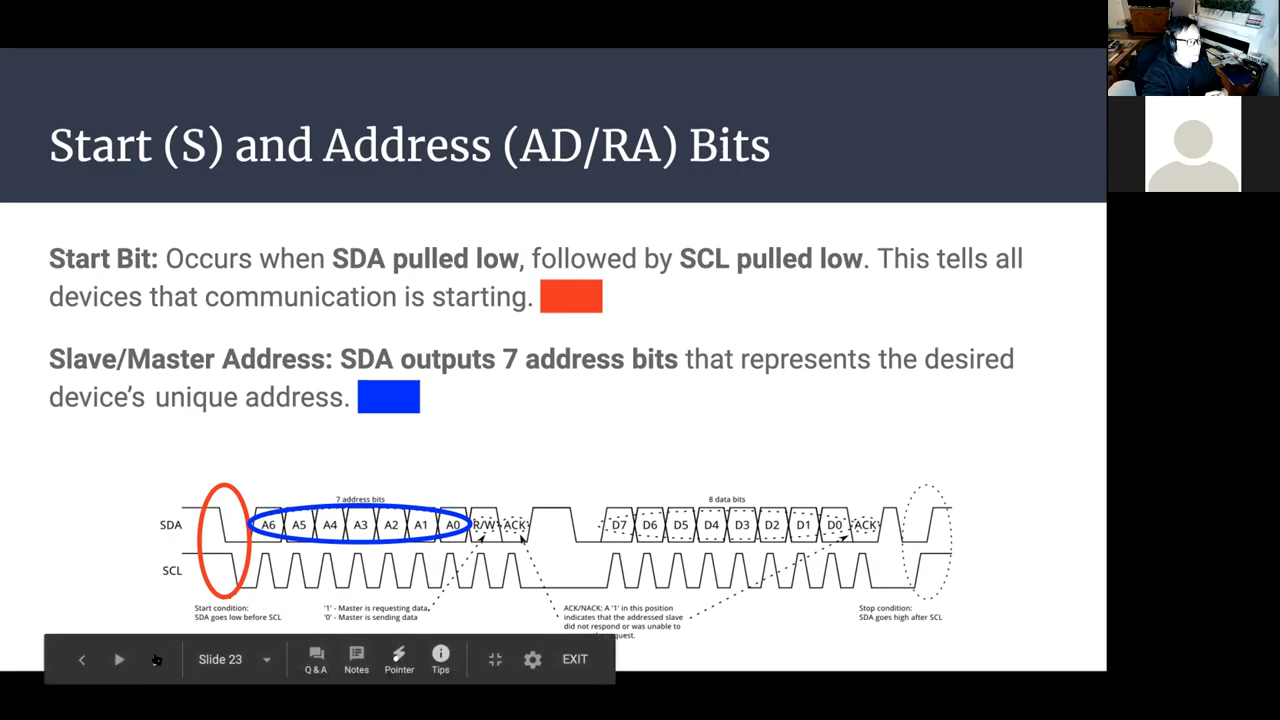 Start (S) and Address (AD/RA) Bits
Start Bit: Occurs when SDA pulled low, followed by SCL pulled low. This tells all
devices that communication is starting.
Slave/Master Address: SDA outputs 7 address bits that represents the desired
device's unique address.
7 address bits
8 data bits
SDA
A6 A5 A4 A3 A2 A1 A0 R/W ACK
D7 D6 D5 D4 D3 D2 D1 D0 ACK
SCL
Start condition:
SDA goes low before SCL
'1' - Master is requesting data,
'0' - Master is sending data
ACK/NACK: A '1' in this position
indicates that the addressed slave
did not respond or was unable to
request.
Stop condition:
SDA goes high after SCL
Slide 23
Q & A
Notes
Pointer
Tips
EXIT